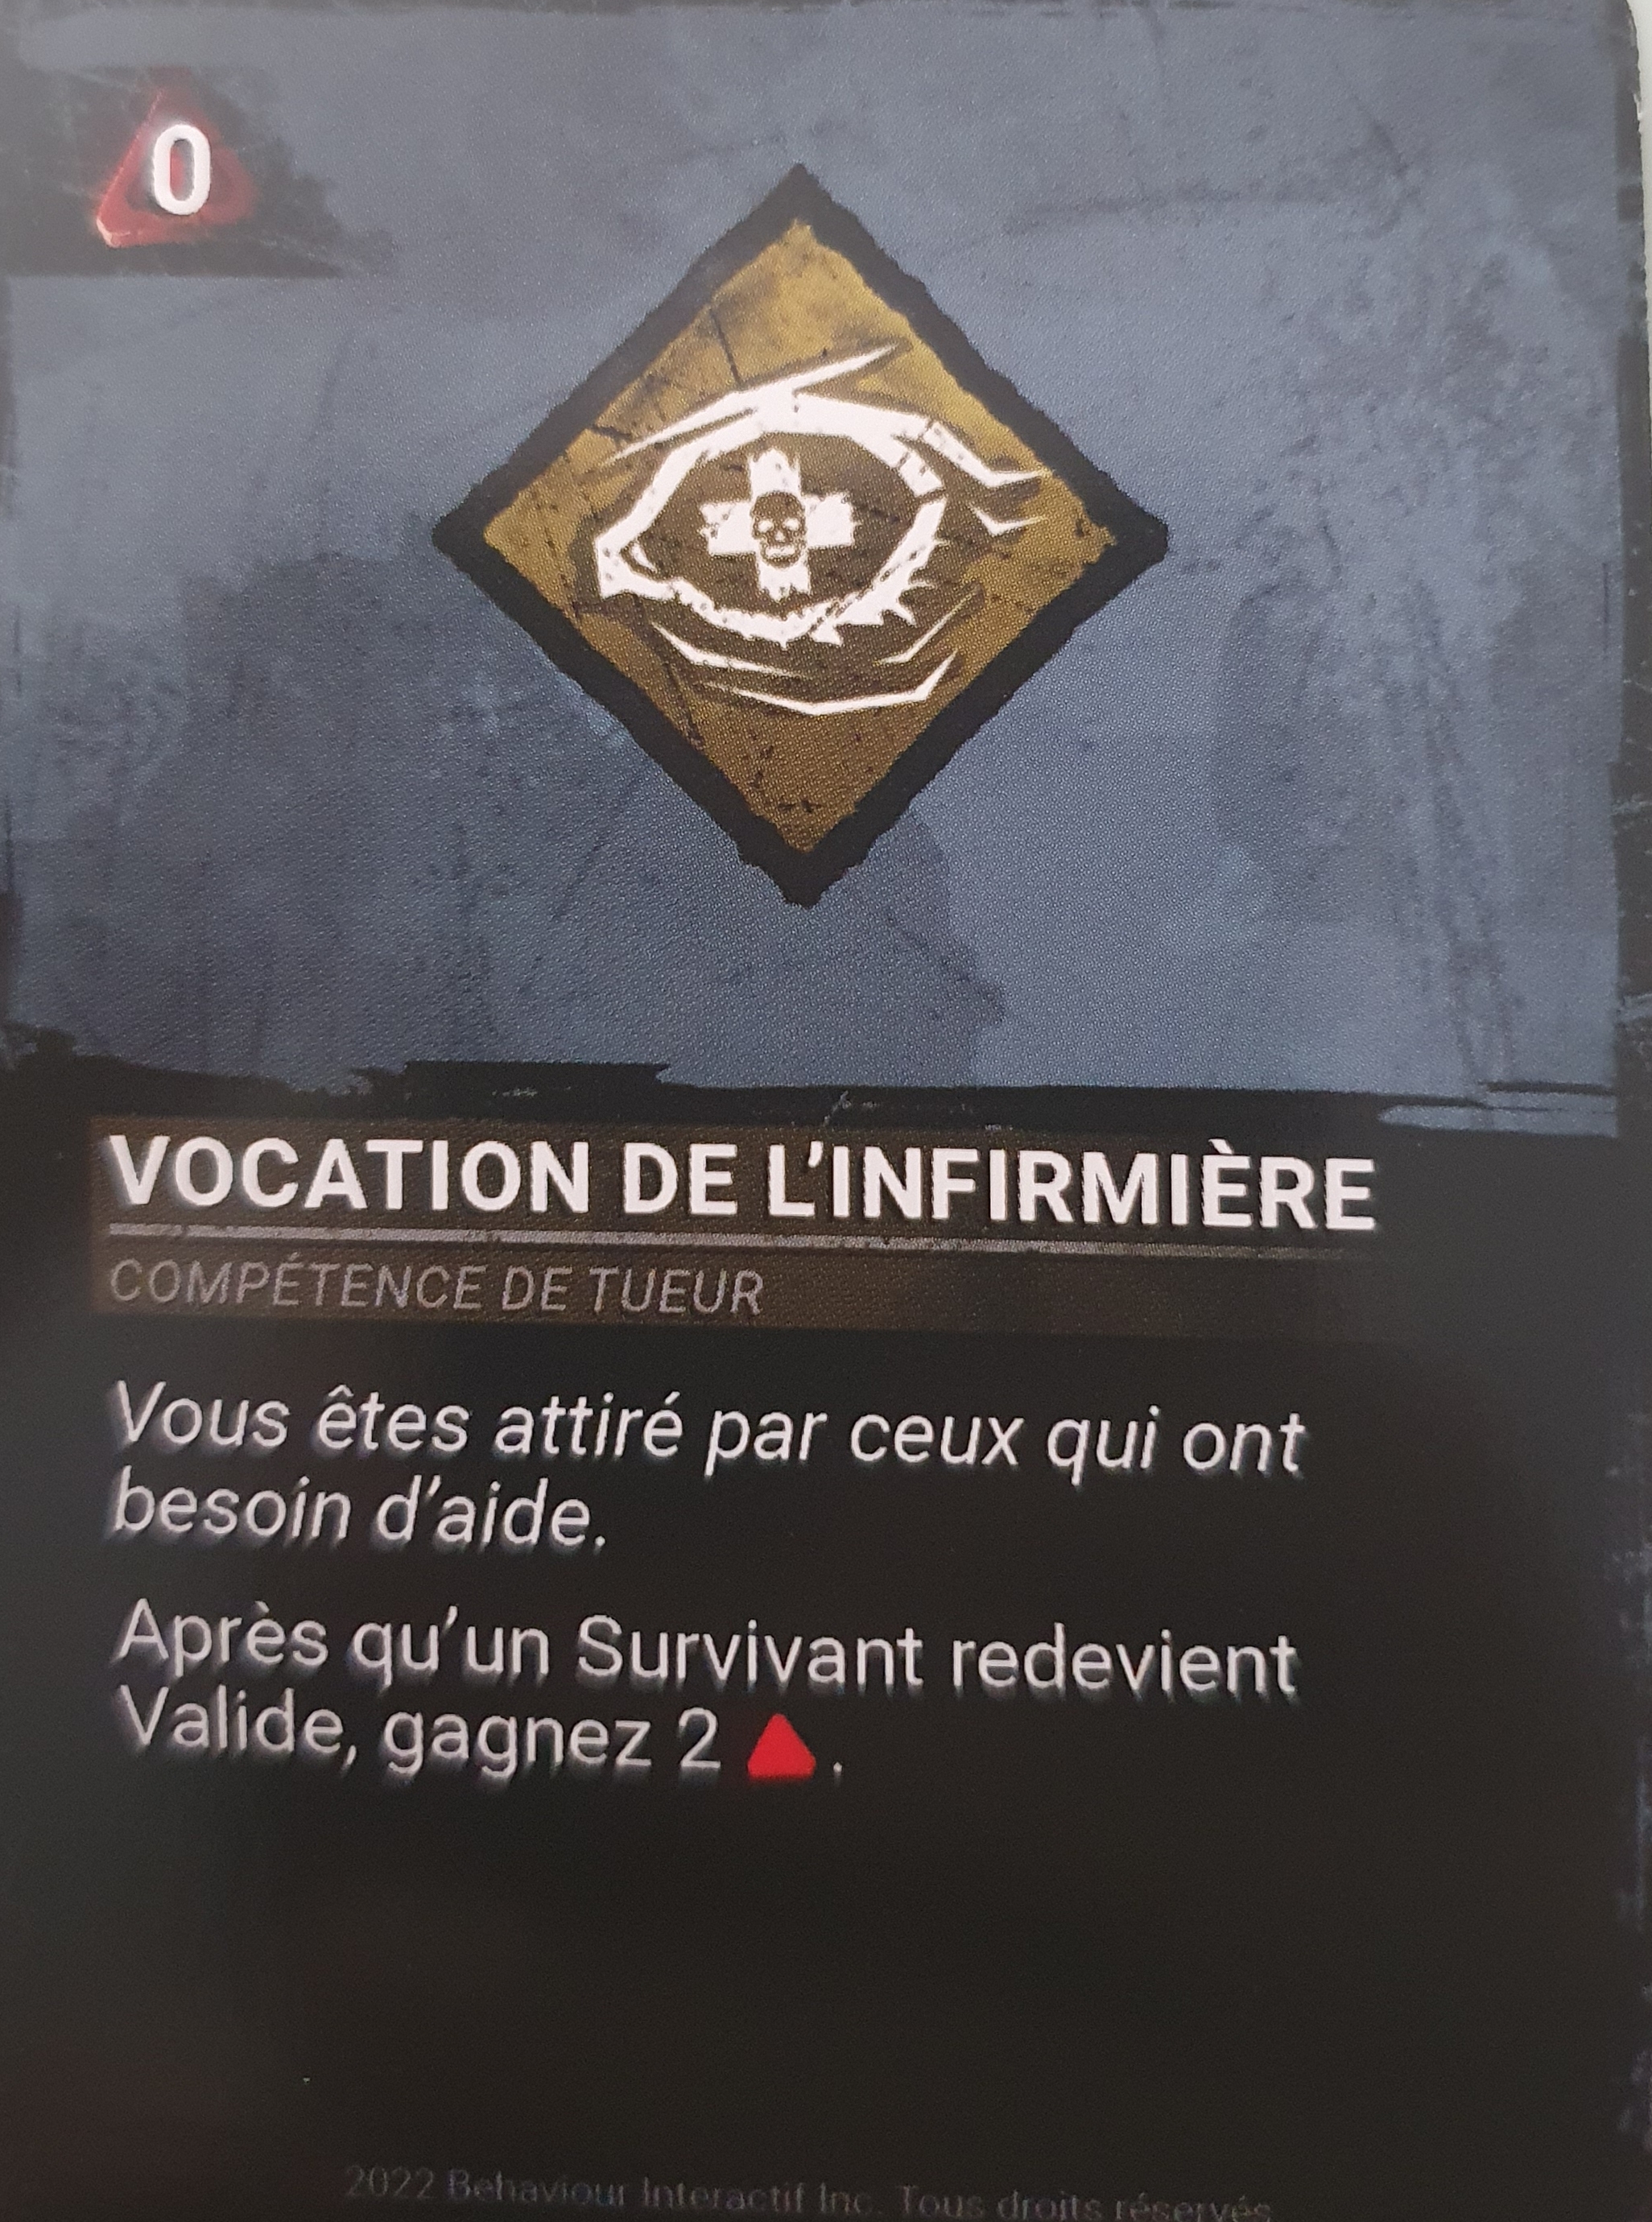 0
VOCATION DE L'INFIRMIÈRE
COMPÉTENCE DE TUEUR
Vous êtes attiré par ceux qui ont
besoin d'aide.
Après qu'un Survivant redevient
Valide, gagnez 2 ▲.
2022 Behaviour Interactif Inc. Tous droits réservés